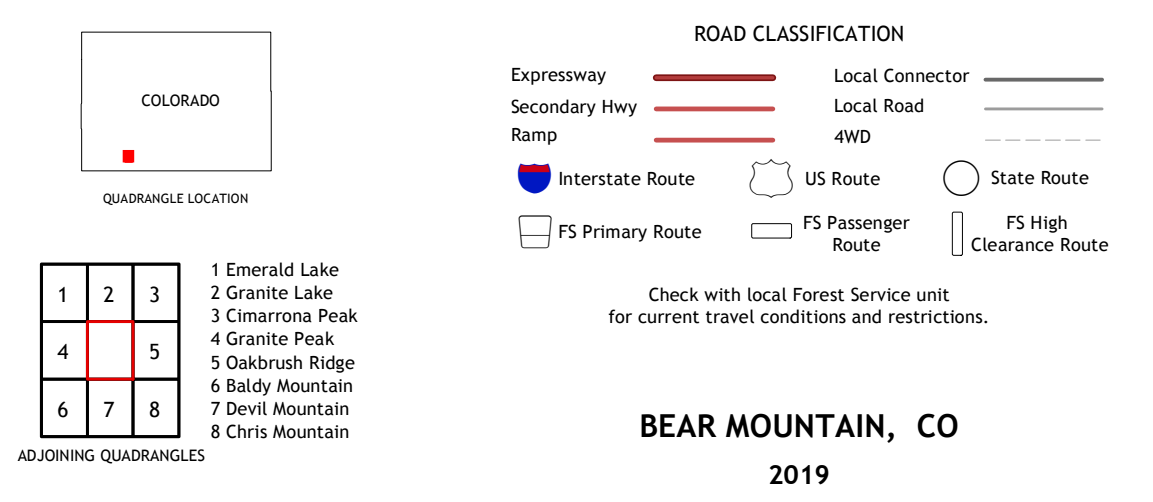 COLORADO
QUADRANGLE LOCATION
1 2 3
4 5
6 7 8
ADJOINING QUADRANGLES
1 Emerald Lake
2 Granite Lake
3 Cimarrona Peak
4 Granite Peak
5 Oakbrush Ridge
6 Baldy Mountain
7 Devil Mountain
8 Chris Mountain
ROAD CLASSIFICATION
Expressway
Secondary Hwy
Ramp
Local Connector
Local Road
4WD
Interstate Route
US Route
State Route
FS Primary Route
FS Passenger
Route
FS High
Clearance Route
Check with local Forest Service unit
for current travel conditions and restrictions.
BEAR MOUNTAIN, CO
2019